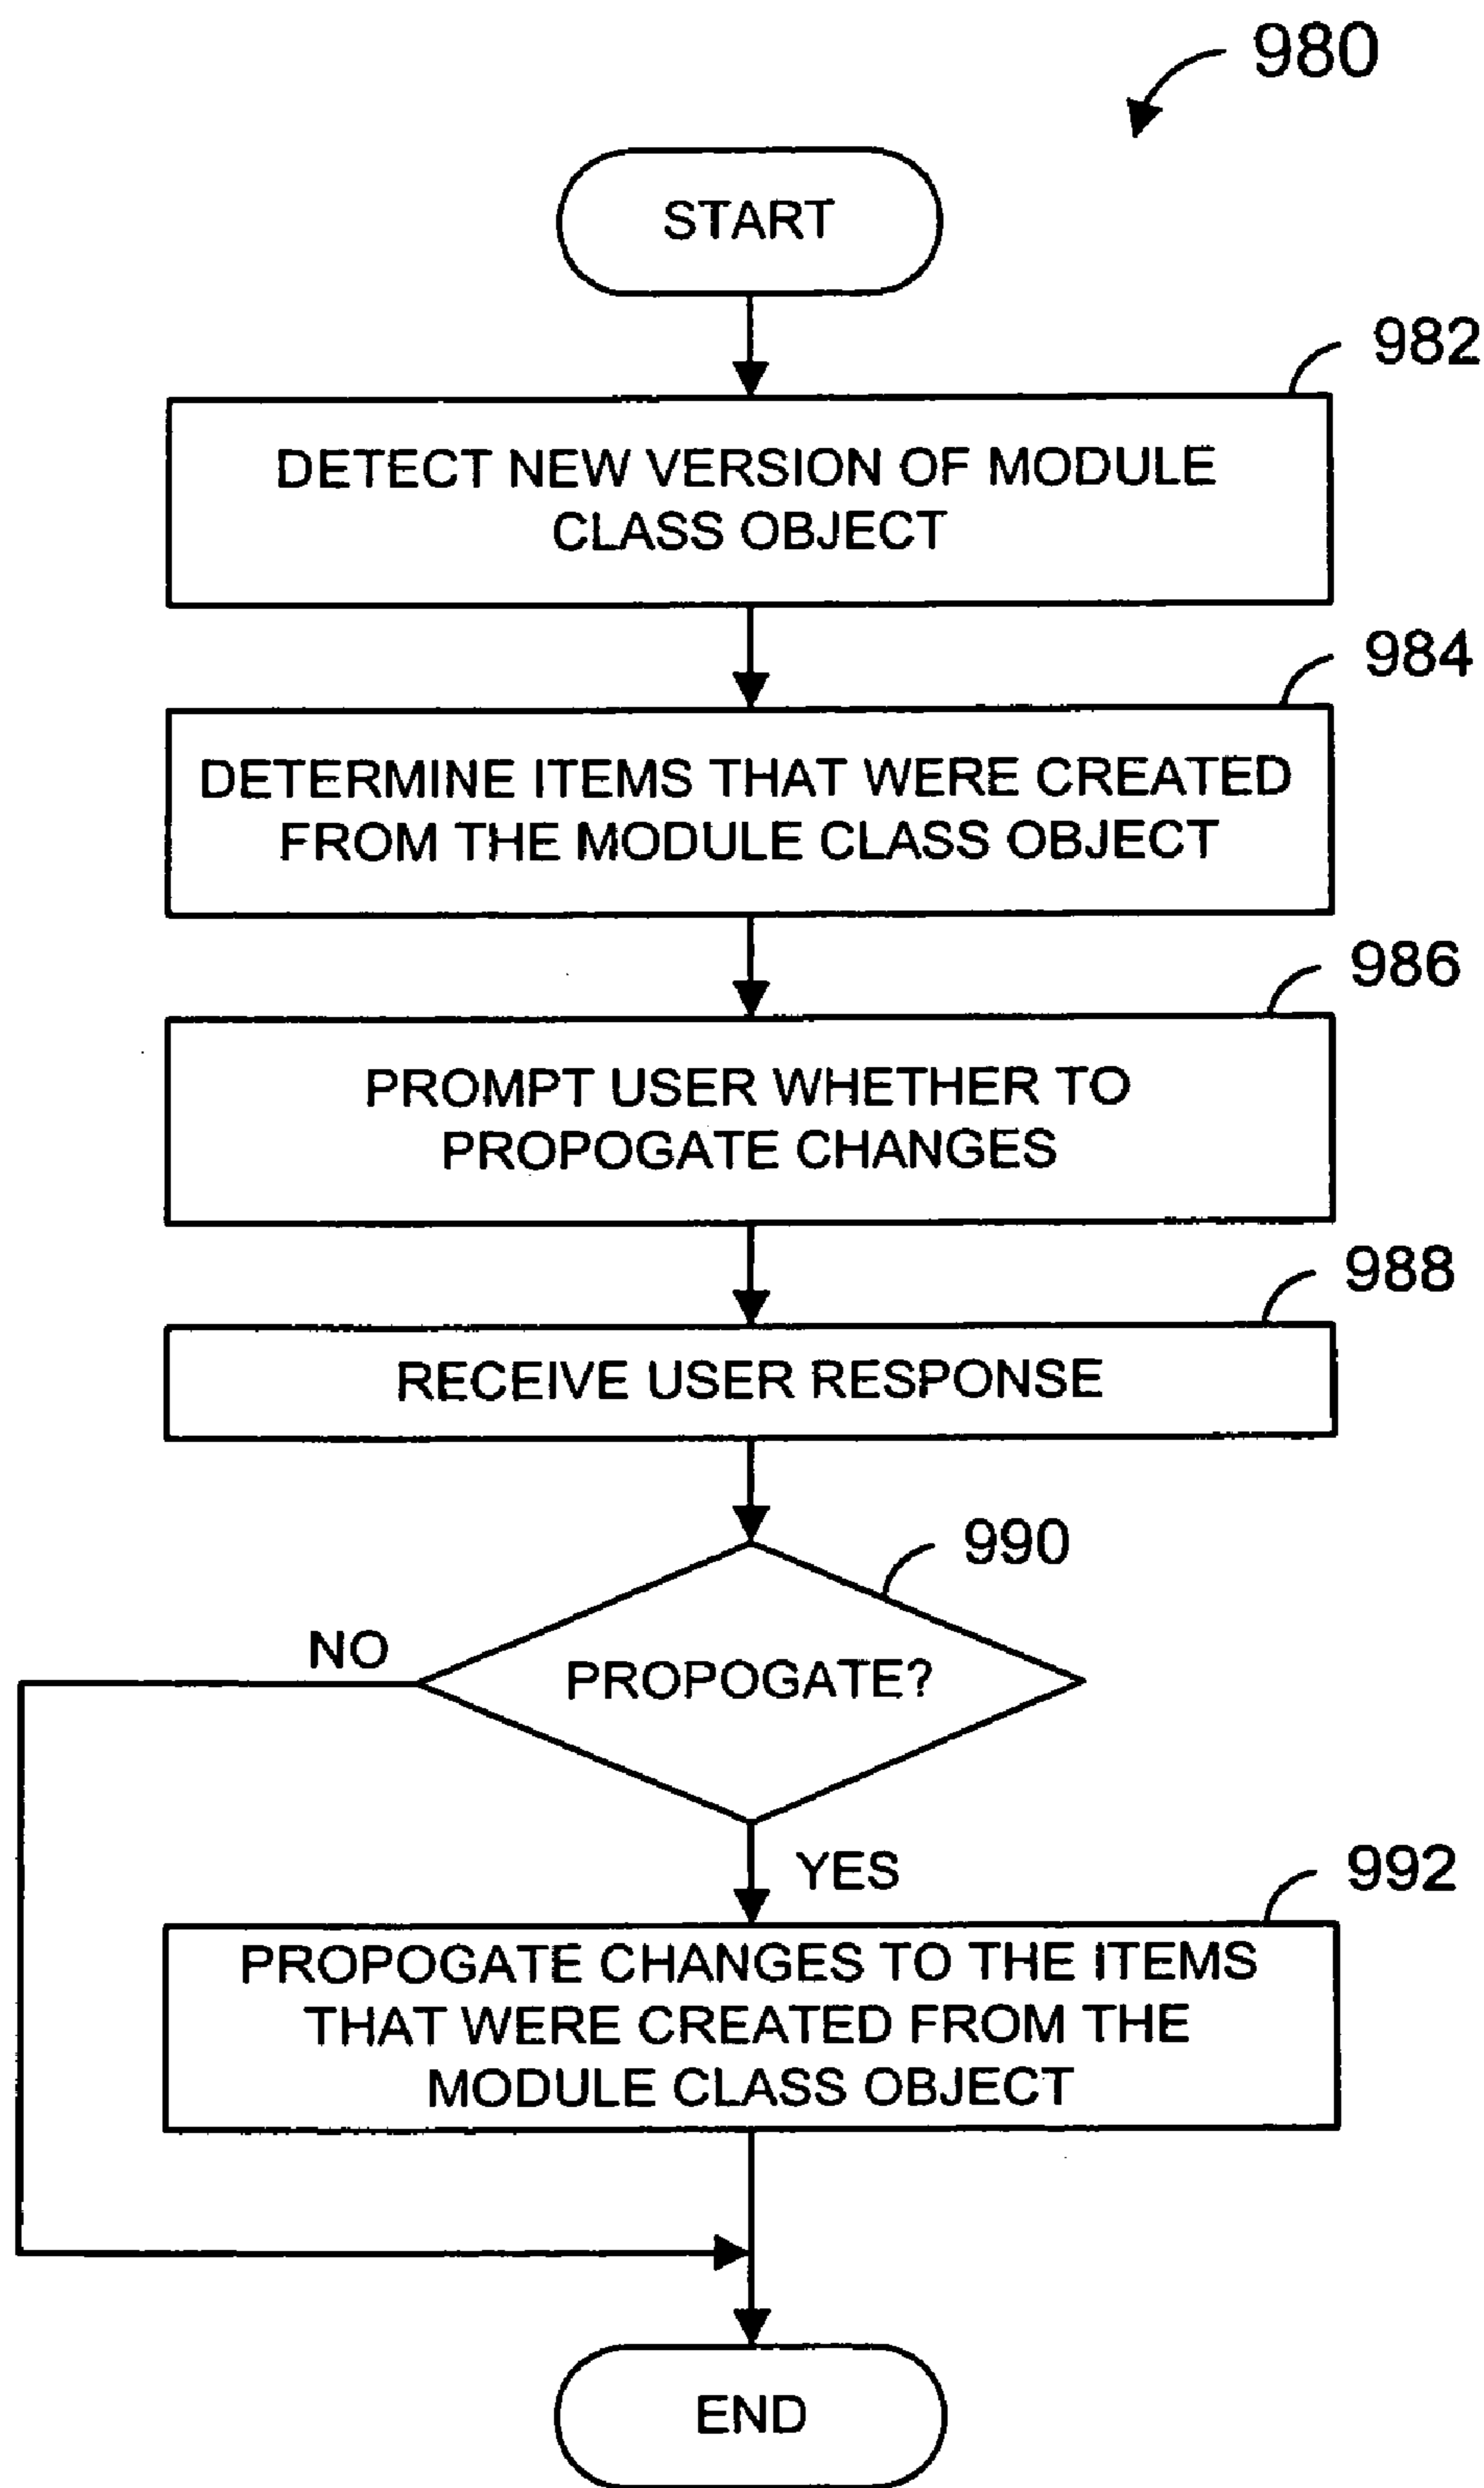 980
START
982
DETECT NEW VERSION OF MODULE
CLASS OBJECT
984
DETERMINE ITEMS THAT WERE CREATED
FROM THE MODULE CLASS OBJECT
986
PROMPT USER WHETHER TO
PROPOGATE CHANGES
988
RECEIVE USER RESPONSE
990
NO
PROPOGATE?
YES
992
PROPOGATE CHANGES TO THE ITEMS
THAT WERE CREATED FROM THE
MODULE CLASS OBJECT
END